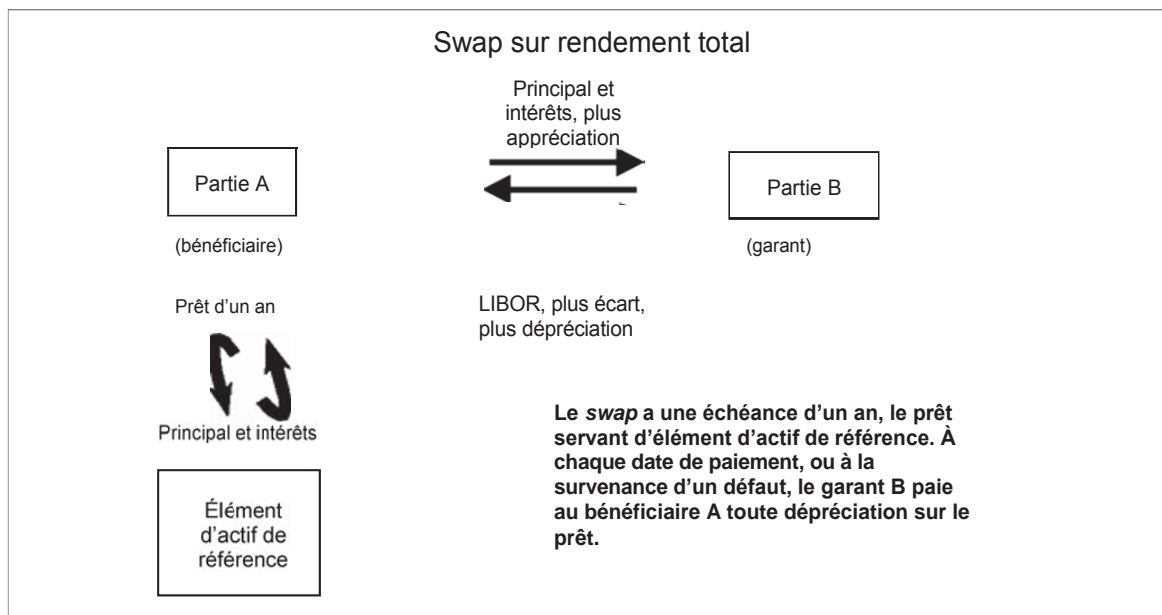 Swap sur rendement total
Principal et
intérêts, plus
appréciation
Partie A
Partie B
(bénéficiaire)
(garant)
Prêt d'un an
LIBOR, plus écart,
plus dépréciation
Principal et intérêts
Le swap a une échéance d'un an, le prêt
servant d'élément d'actif de référence. À
chaque date de paiement, ou à la
survenance d'un défaut, le garant B paie
au bénéficiaire A toute dépréciation sur le
prêt.
Élément
d'actif de
référence